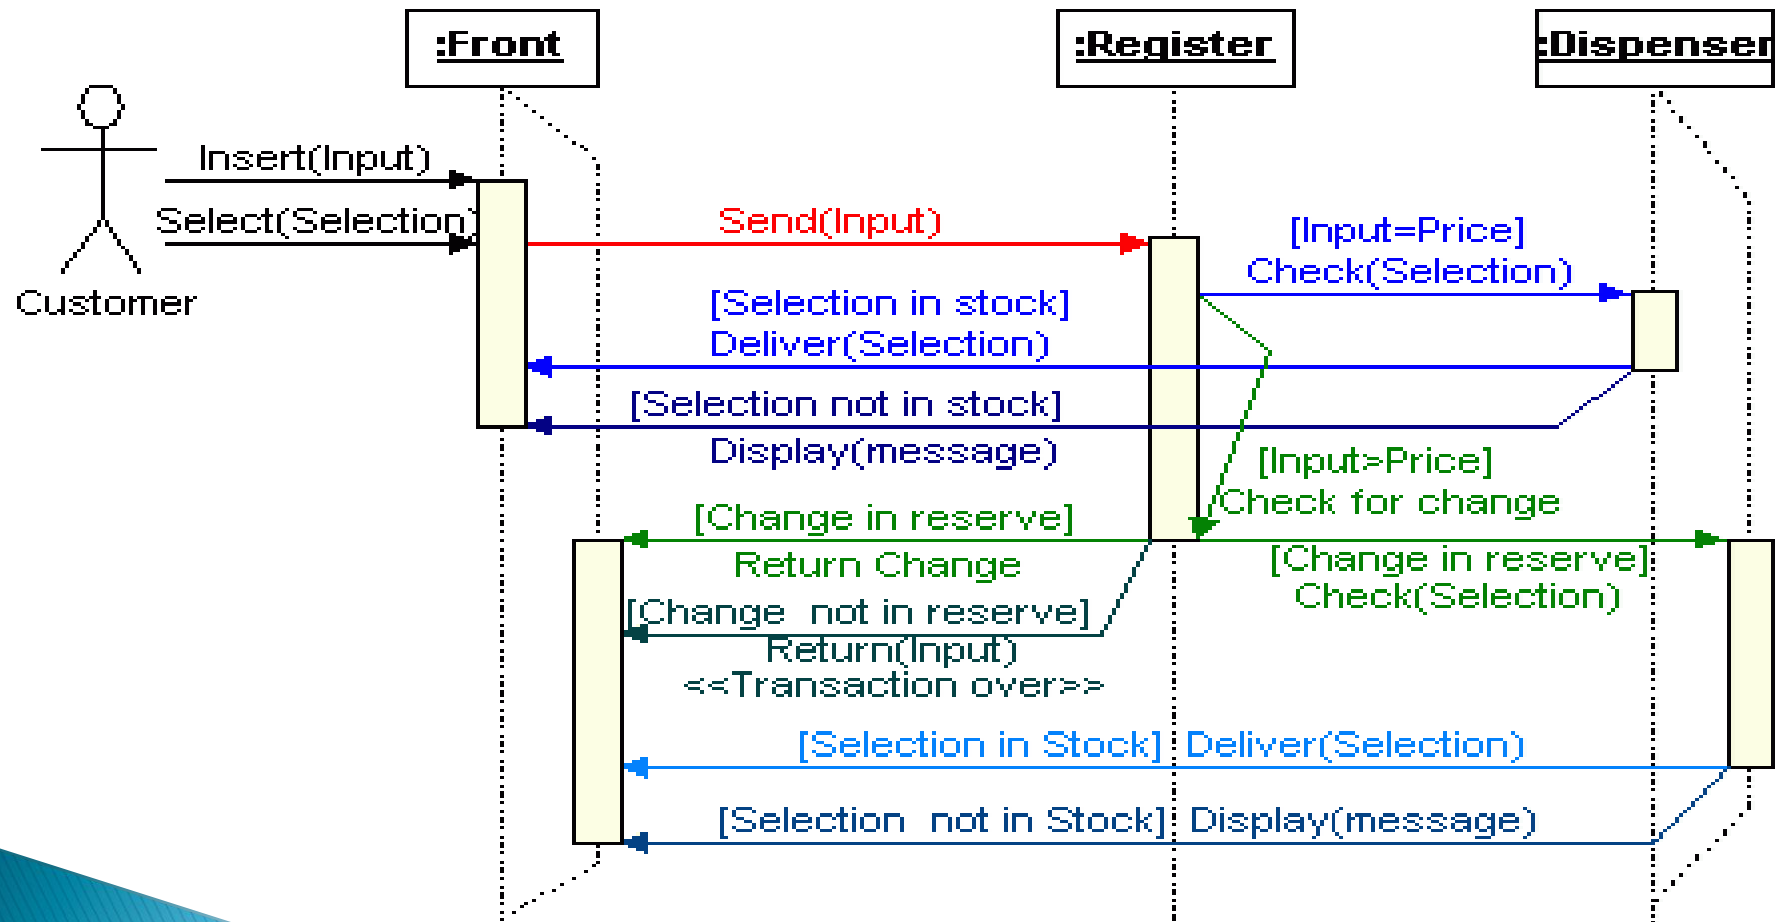 :Front
:Register
:Dispenser
Insert(Input)
Select(Selection)
Customer
Send(Input)
[Input=Price]
Check(Selection)
[Selection in stock]
Deliver(Selection)
[Selection not in stock]
Display(message)
[Input>Price]
Check for change
[Change in reserve]
Return Change
[Change in reserve]
Check(Selection)
[Change not in reserve]
Return(Input)
<<Transaction over>>
[Selection in Stock] Deliver(Selection)
[Selection not in Stock] Display(message)